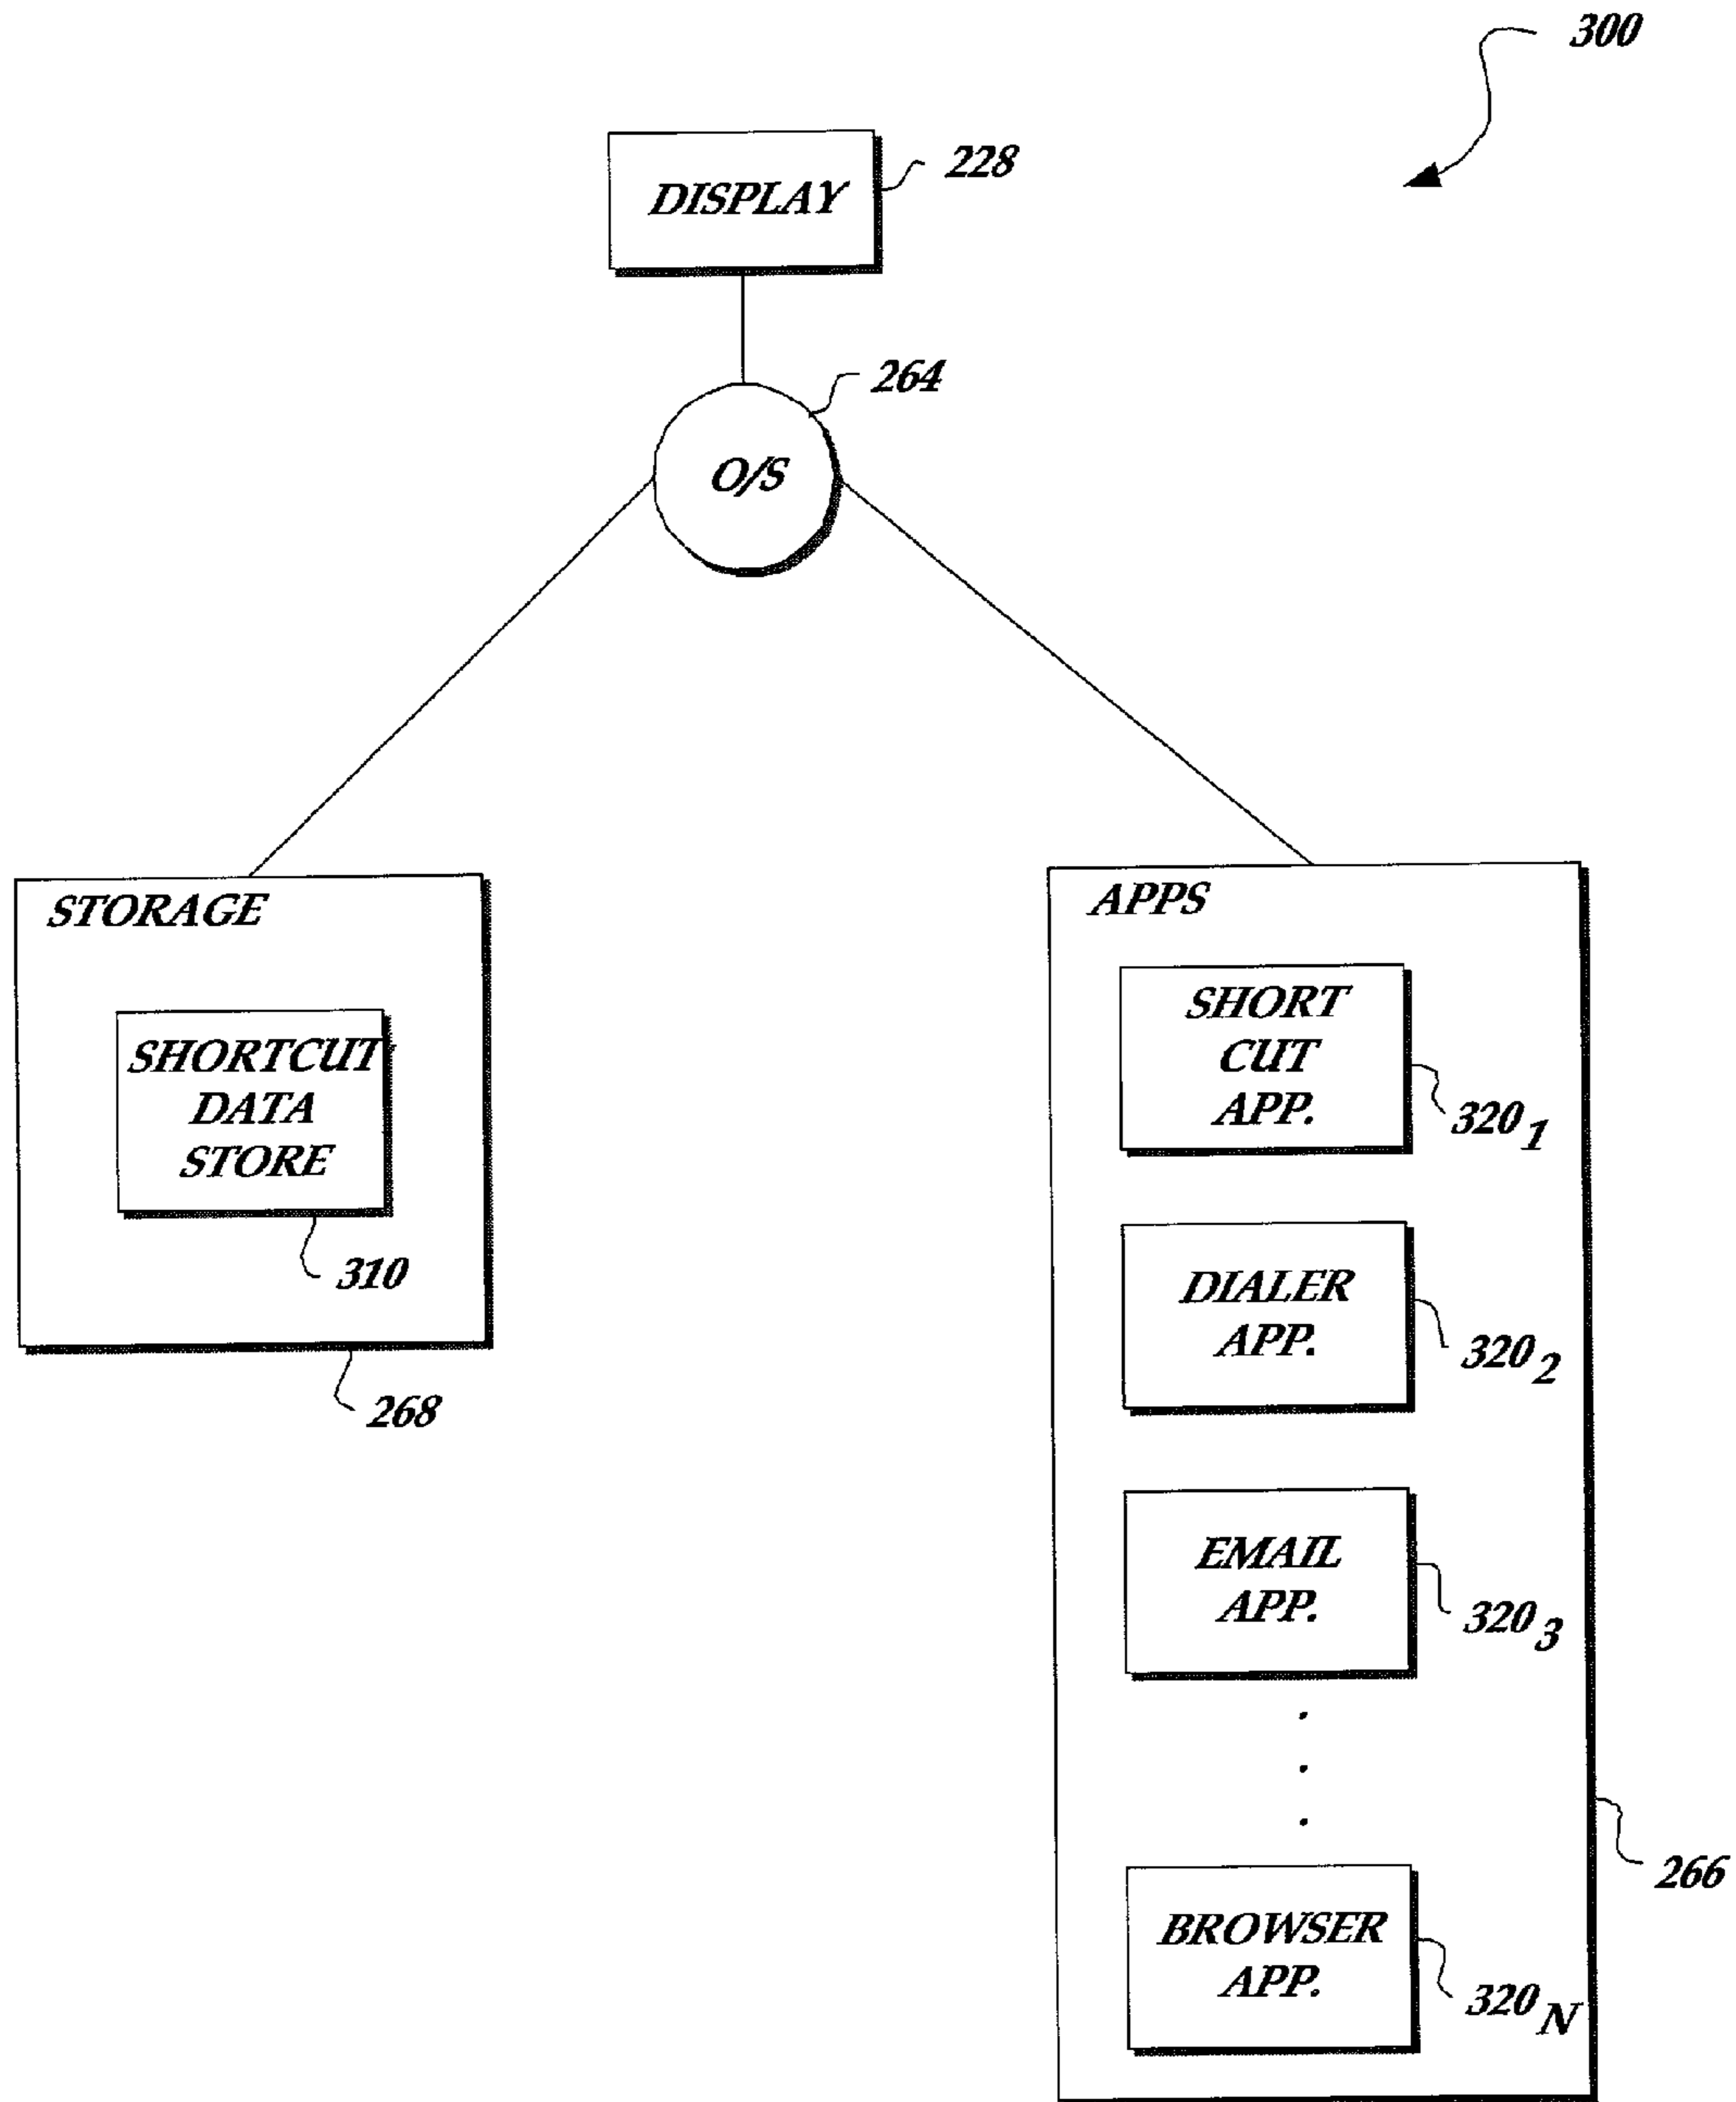 300
DISPLAY
228
264
O/S
STORAGE
SHORTCUT
DATA
STORE
310
268
APPS
SHORT
CUT
APP.
320 1
DIALER
APP.
320 2
EMAIL
APP.
320 3
.
.
.
266
BROWSER
APP.
320 N